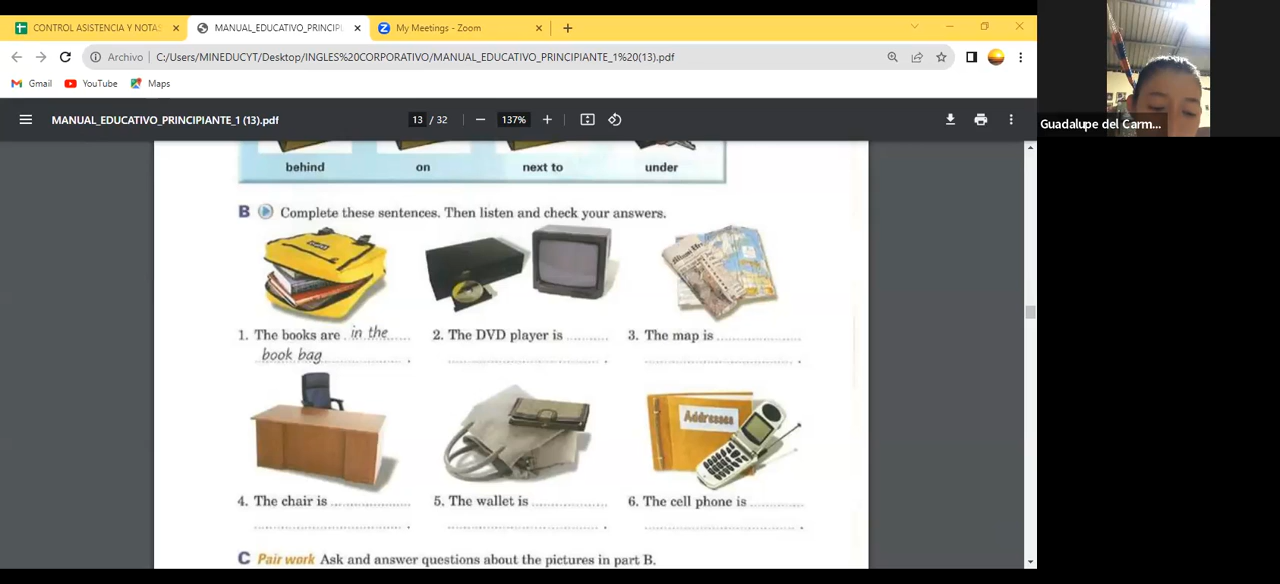 CONTROL ASISTENCIA Y NOTAS
MANUAL_EDUCATIVO_PRINCIPI
My Meetings - Zoom
Archivo
C:/Users/MINEDUCYT/Desktop/INGLES%20CORPORATIVO/MANUAL_EDUCATIVO_PRINCIPIANTE_1%20(13).pdf
Gmail
YouTube
Maps
MANUAL_EDUCATIVO_PRINCIPIANTE_1 (13).pdf
13 / 32
137%
Guadalupe del Carm...
behind on next to under
B Complete these sentences. Then listen and check your answers.
Addresses
1. The books are in the
book bag.
2. The DVD player is
3. The map is
4. The chair is
5. The wallet is
6. The cell phone is
C Pair work Ask and answer questions about the pictures in part B.